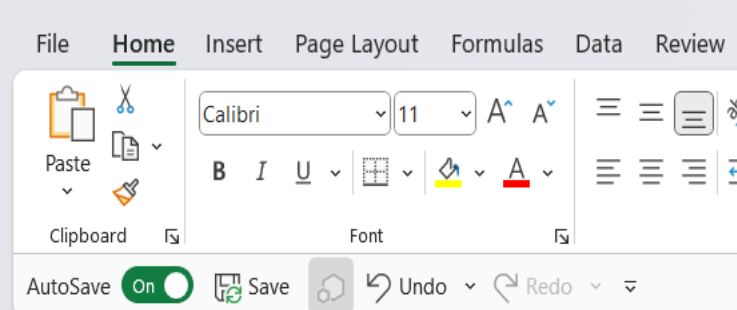 File Home Insert Page Layout Formulas Data Review
Calibri 11 A A
Paste
B I U A
Clipboard Font
AutoSave On Save Undo Redo